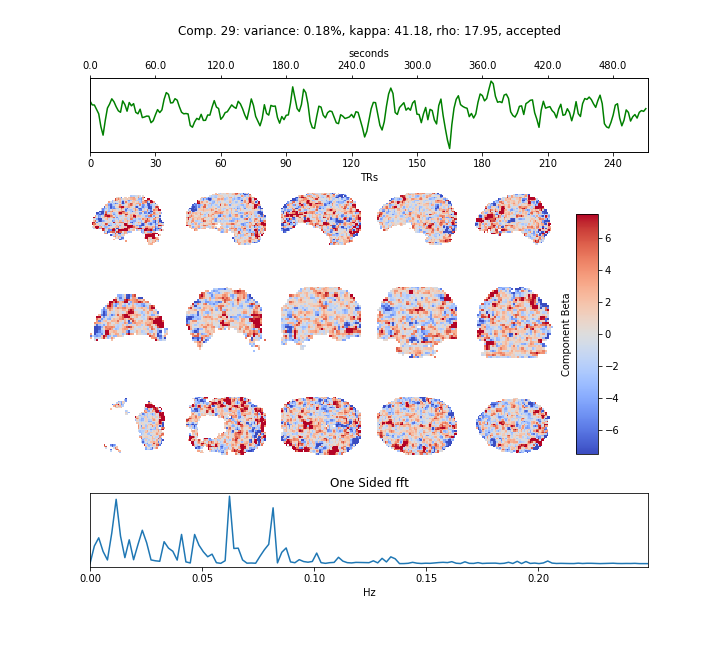 Comp. 29: variance: 0.18%, kappa: 41.18, rho: 17.95, accepted
seconds
0.0 60.0 120.0 180.0 240.0 300.0 360.0 420.0 480.0
0 30 60 90 120 150 180 210 240
TRs
6
4
2
0
−2
−4
−6
Component Beta
One Sided fft
0.00 0.05 0.10 0.15 0.20
Hz